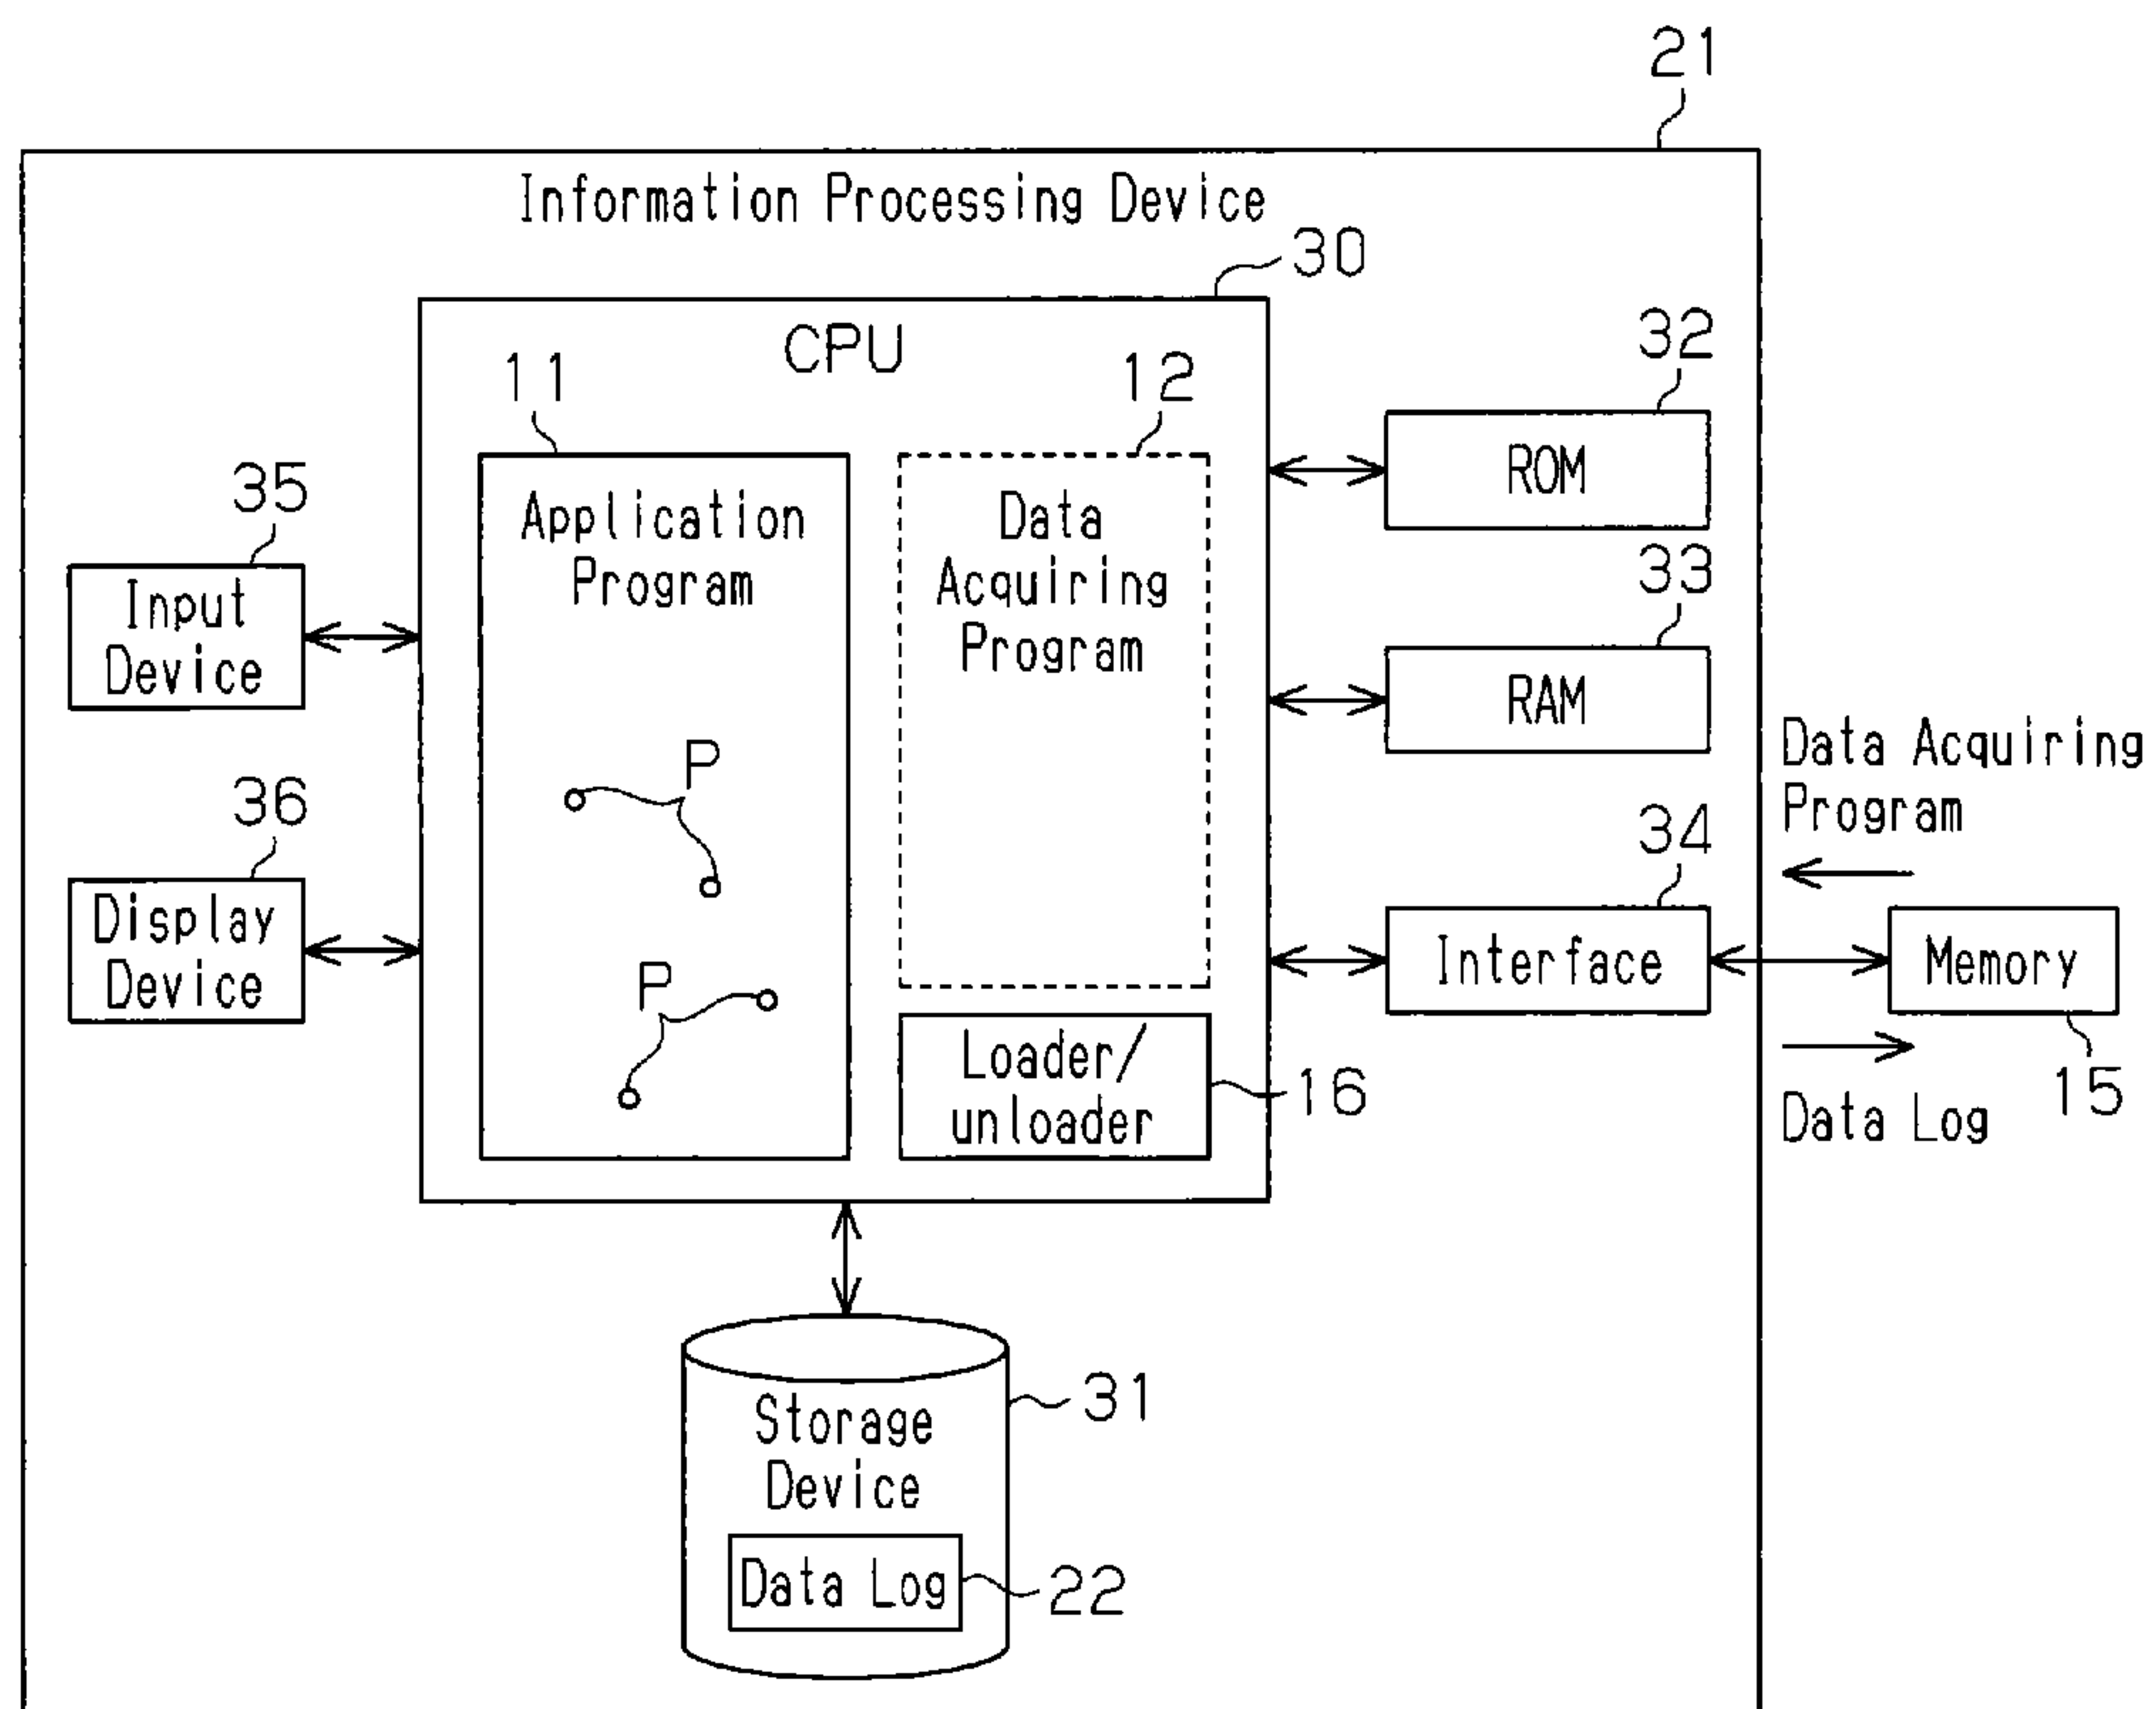 21
Information Processing Device
30
CPU
11
12
Application
Program
Data
Acquiring
Program
P
P
Loader/
unloader
16
35
Input
Device
36
Display
Device
32
ROM
33
RAM
34
Interface
Data Acquiring
Program
Memory
15
Data Log
31
Storage
Device
Data Log
22